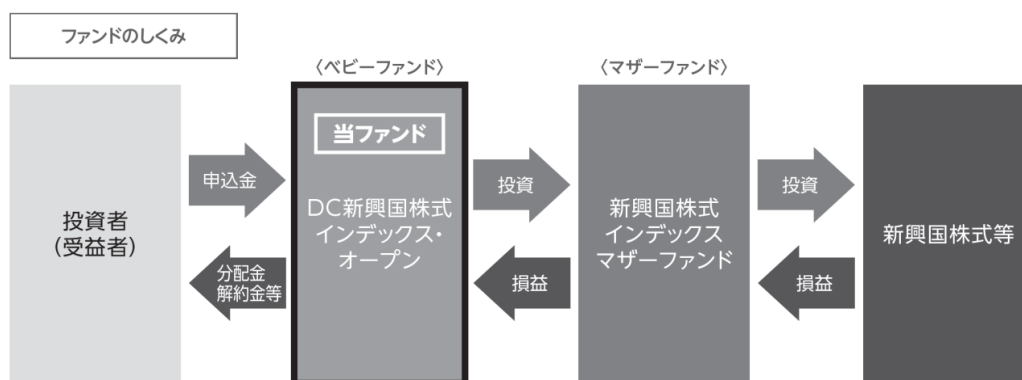 ファンドのしくみ
〈ベビーファンド〉
〈マザーファンド〉
投資者
(受益者)
申込金
分配金
解約金等
当ファンド
DC新興国株式
インデックス・
オープン
投資
損益
新興国株式
インデックス
マザーファンド
投資
損益
新興国株式等